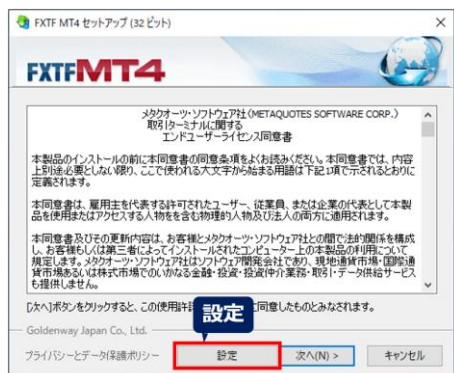 FXTF MT4 セットアップ (32 ビット)
FXTFMT4
メタクオーツ・ソフトウェア社(METAQUOTES SOFTWARE CORP.)
取引ターミナルに関する
エンドユーザーライセンス同意書
本製品のインストールの前に本同意書の同意条項をよくお読みください。本同意書では、内容
上別途必要としない限り、ここで使われる大文字から始まる用語は下記1項で示されるとおりに
定義されます。
本同意書は、雇用主を代表する許可されたユーザー、従業員、または企業の代表として本製
品を使用またはアクセスする人物をを含む物理的人物及び法人の両方に適用されます。
本同意書及びその更新内容は、お客様とメタクオーツ・ソフトウェア社との間で法的関係を構成
し、お客様もしくは第三者によってインストールされたコンピューター上の本製品の利用について
規定します。メタクオーツ・ソフトウェア社はソフトウェア開発会社であり、現地通貨市場・国際通
貨市場あるいは株式市場でのいかなる金融・投資・投資仲介業務・取引・データ供給サービス
も提供しません。
[次へ]ボタンをクリックすると、この使用許 に同意したものとみなされます。
設定
Goldenway Japan Co., Ltd.
プライバシーとデータ保護ポリシー 設定 次へ(N) > キャンセル